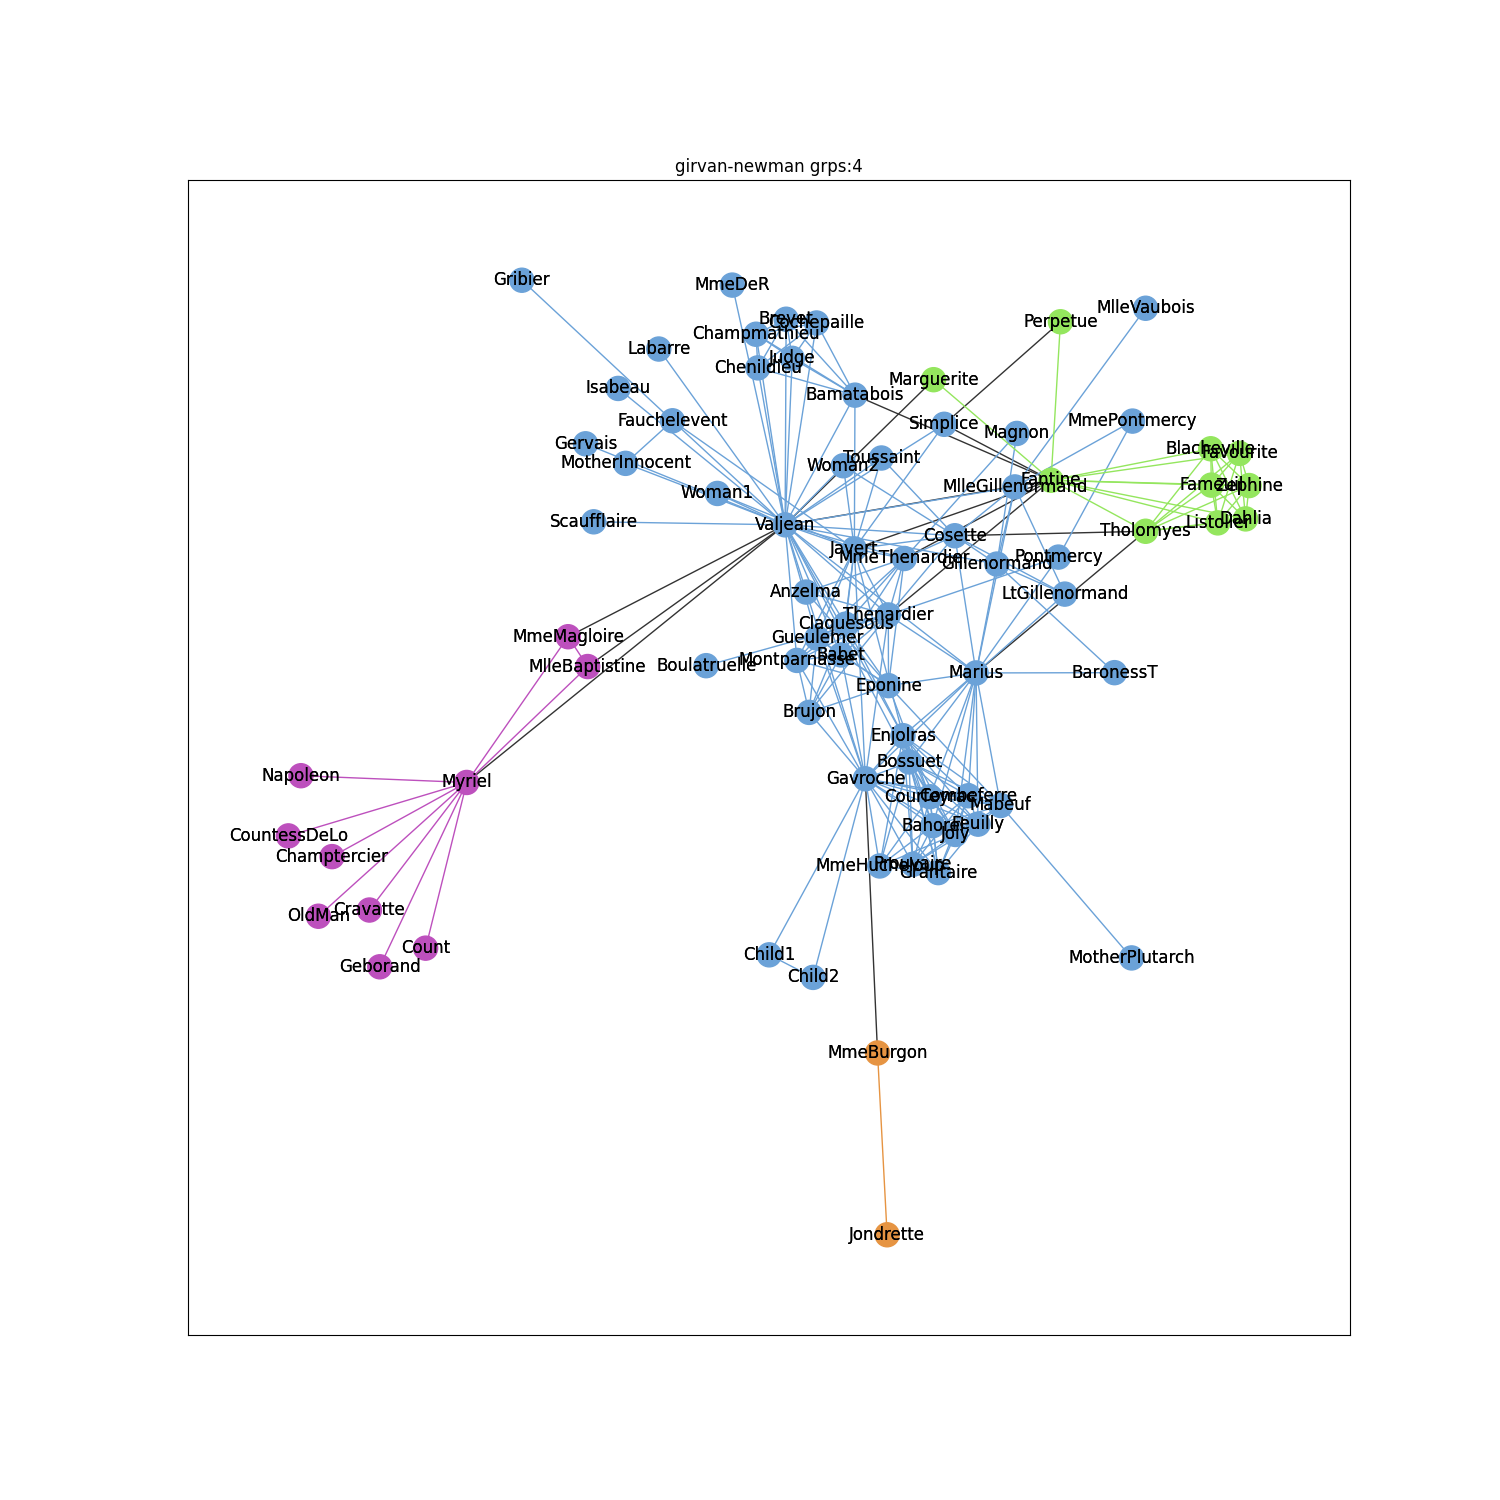 girvan-newman grps:4
Gribier
MmeDeR
MlleVaubois
Brevet
Cochepaille
Perpetue
Champmathieu
Labarre
Judge
Chenildieu
Marguerite
Isabeau
Bamatabois
Fauchelevent
Simplice
MmePontmercy
Magnon
Gervais
Blacheville
Favourite
MotherInnocent
Toussaint
Woman2
Fantine
Fameuil
Zephine
MlleGillenormand
Woman1
Scaufflaire
Valjean
Dahlia
Listolier
Tholomyes
Cosette
Javert
MmeThenardier
Gillenormand
Pontmercy
Anzelma
LtGillenormand
Thenardier
Claquesous
MmeMagloire
Gueulemer
Babet
MlleBaptistine
Boulatruelle
Montparnasse
Marius
BaronessT
Eponine
Brujon
Enjolras
Bossuet
Napoleon
Myriel
Gavroche
Courfeyrac
Combeferre
Mabeuf
CountessDeLo
Bahorel
Feuilly
Joly
Champtercier
MmeHucheloup
Prouvaire
Grantaire
OldMan
Cravatte
Count
Geborand
Child1
Child2
MotherPlutarch
MmeBurgon
Jondrette